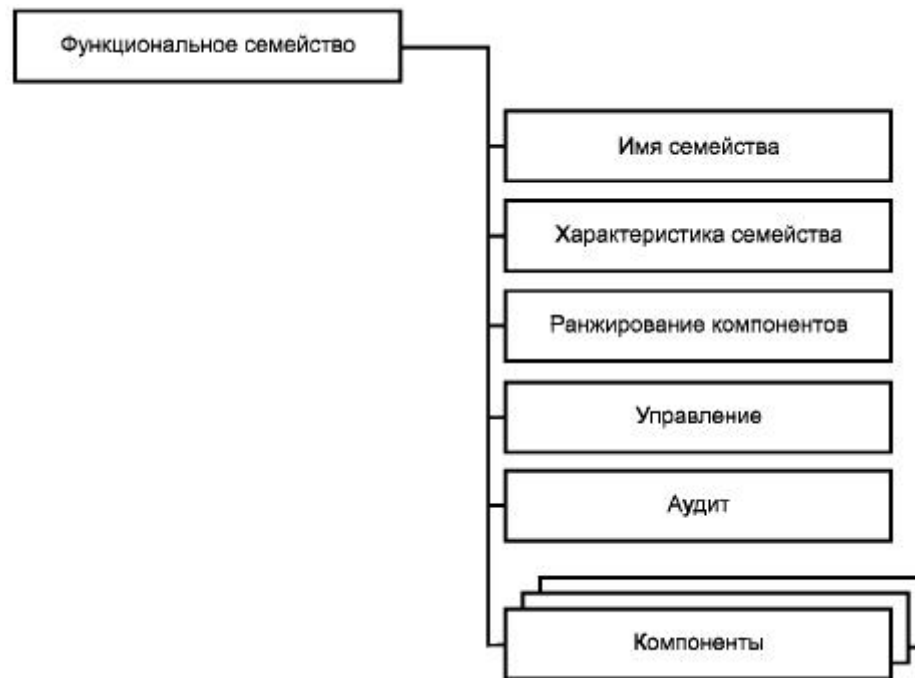 Функциональное семейство
Имя семейства
Характеристика семейства
Ранжирование компонентов
Управление
Аудит
Компоненты